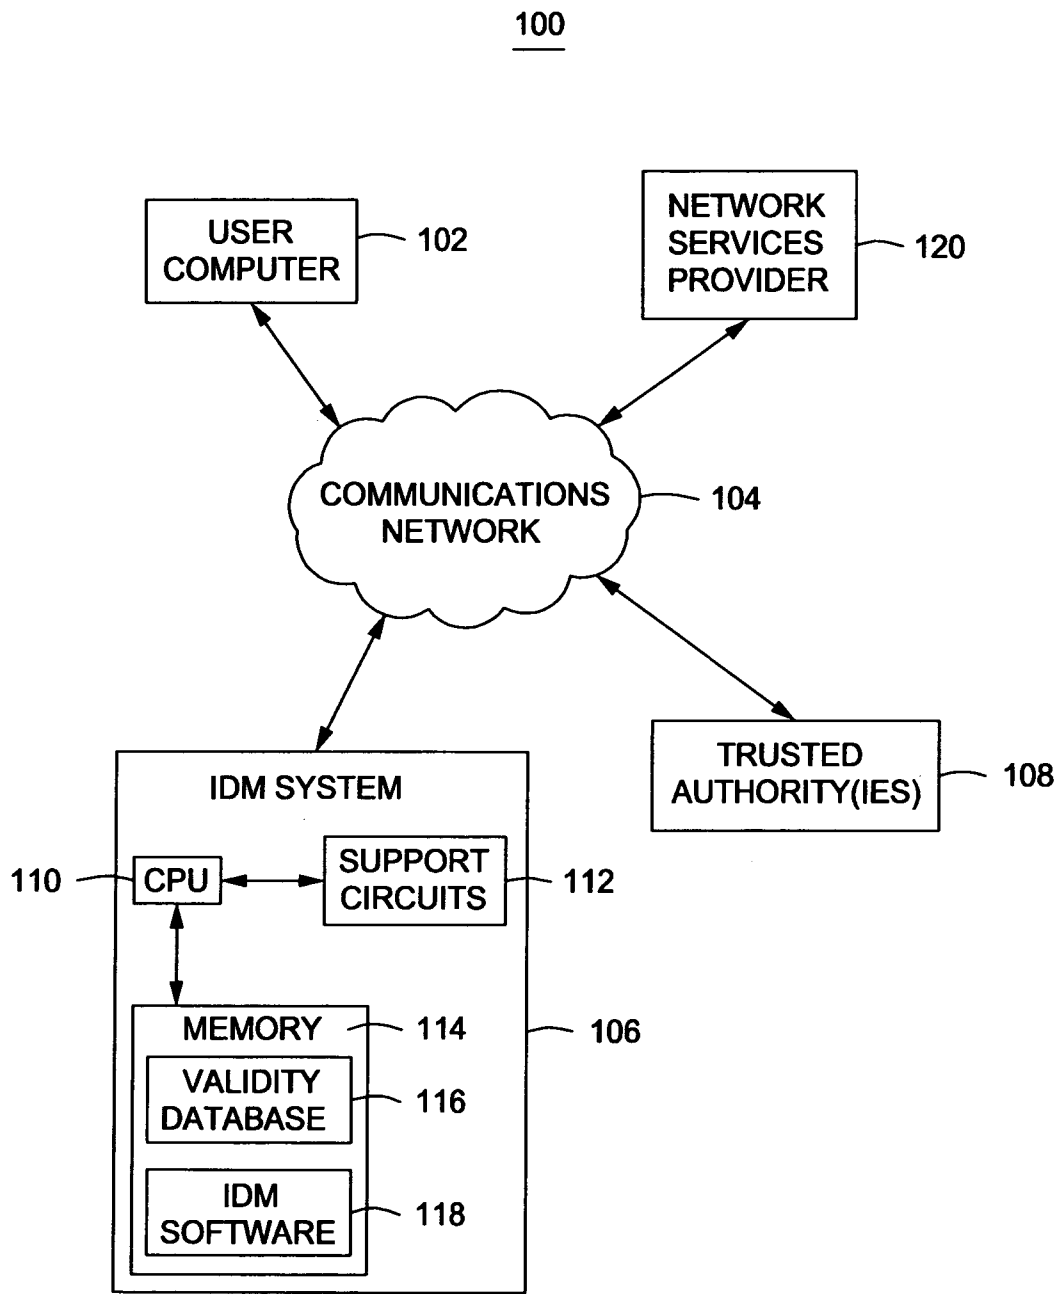 100
USER
COMPUTER
102
NETWORK
SERVICES
PROVIDER
120
COMMUNICATIONS
NETWORK
104
TRUSTED
AUTHORITY(IES)
108
IDM SYSTEM
110
CPU
SUPPORT
CIRCUITS
112
MEMORY
114
106
VALIDITY
DATABASE
116
IDM
SOFTWARE
118